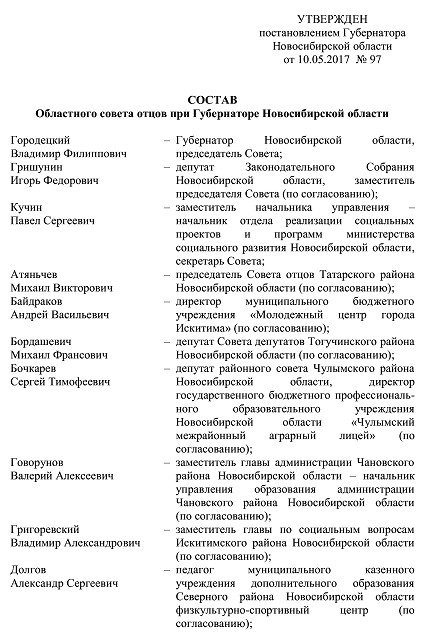 УТВЕРЖДЕН
постановлением Губернатора
Новосибирской области
от 10.05.2017 № 97
СОСТАВ
Областного совета отцов при Губернаторе Новосибирской области
Городецкий – Губернатор Новосибирской области,
Владимир Филиппович председатель Совета;
Гришунин – депутат Законодательного Собрания
Игорь Федорович Новосибирской области, заместитель
председателя Совета (по согласованию);
Кучин – заместитель начальника управления –
Павел Сергеевич начальник отдела реализации социальных
проектов и программ министерства
социального развития Новосибирской области,
секретарь Совета;
Атяньчев – председатель Совета отцов Татарского района
Михаил Викторович Новосибирской области (по согласованию);
Байдраков – директор муниципального бюджетного
Андрей Васильевич учреждения «Молодежный центр города
Искитима» (по согласованию);
Бордашевич – депутат Совета депутатов Тогучинского района
Михаил Франсович Новосибирской области (по согласованию);
Бочкарев – депутат районного совета Чулымского района
Сергей Тимофеевич Новосибирской области, директор
государственного бюджетного профессиональ-
ного образовательного учреждения
Новосибирской области «Чулымский
межрайонный аграрный лицей» (по
согласованию);
Говорунов – заместитель главы администрации Чановского
Валерий Алексеевич района Новосибирской области – начальник
управления образования администрации
Чановского района Новосибирской области
(по согласованию);
Григоревский – заместитель главы по социальным вопросам
Владимир Александрович Искитимского района Новосибирской области
(по согласованию);
Долгов – педагог муниципального казенного
Александр Сергеевич учреждения дополнительного образования
Северного района Новосибирской области
физкультурно-спортивный центр (по
согласованию);